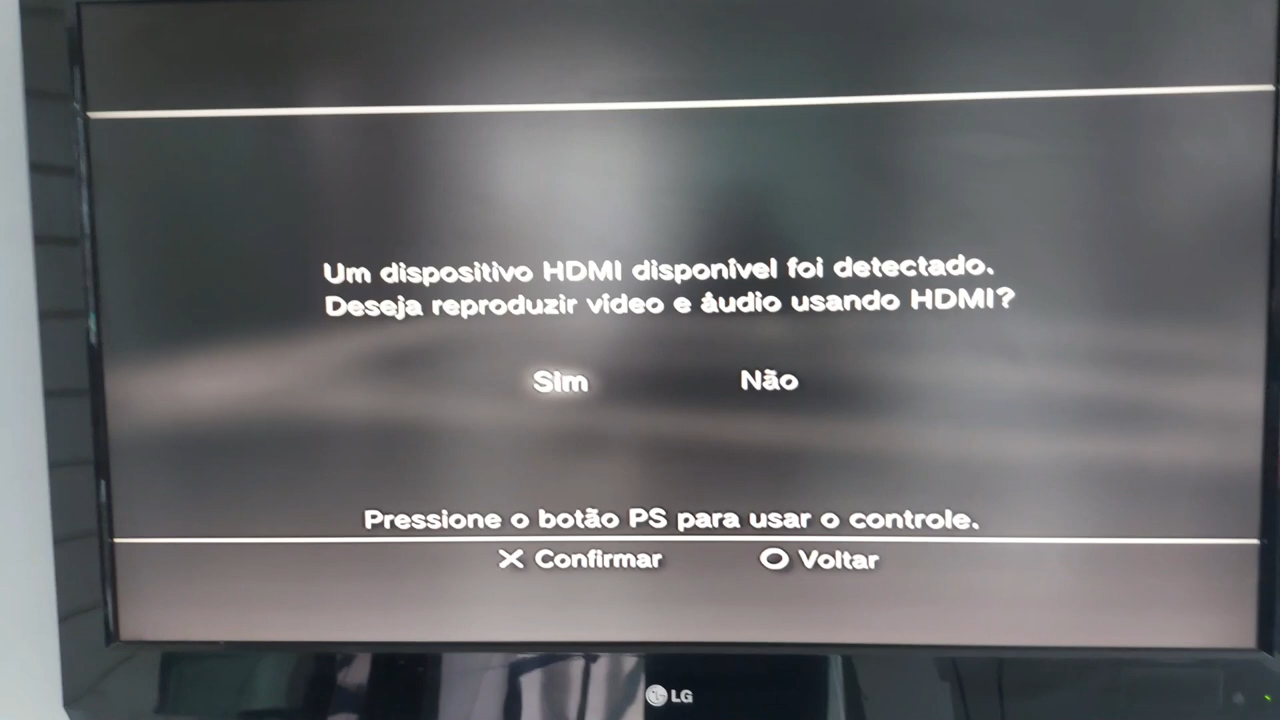 Um dispositivo HDMI disponível foi detectado.
Deseja reproduzir vídeo e áudio usando HDMI?
Sim Não
Pressione o botão PS para usar o controle.
X Confirmar O Voltar
LG